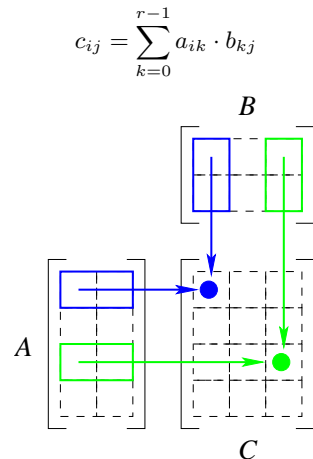 c_{ij} = \sum_{k=0}^{r-1} a_{ik} \cdot b_{kj}
B
A
C